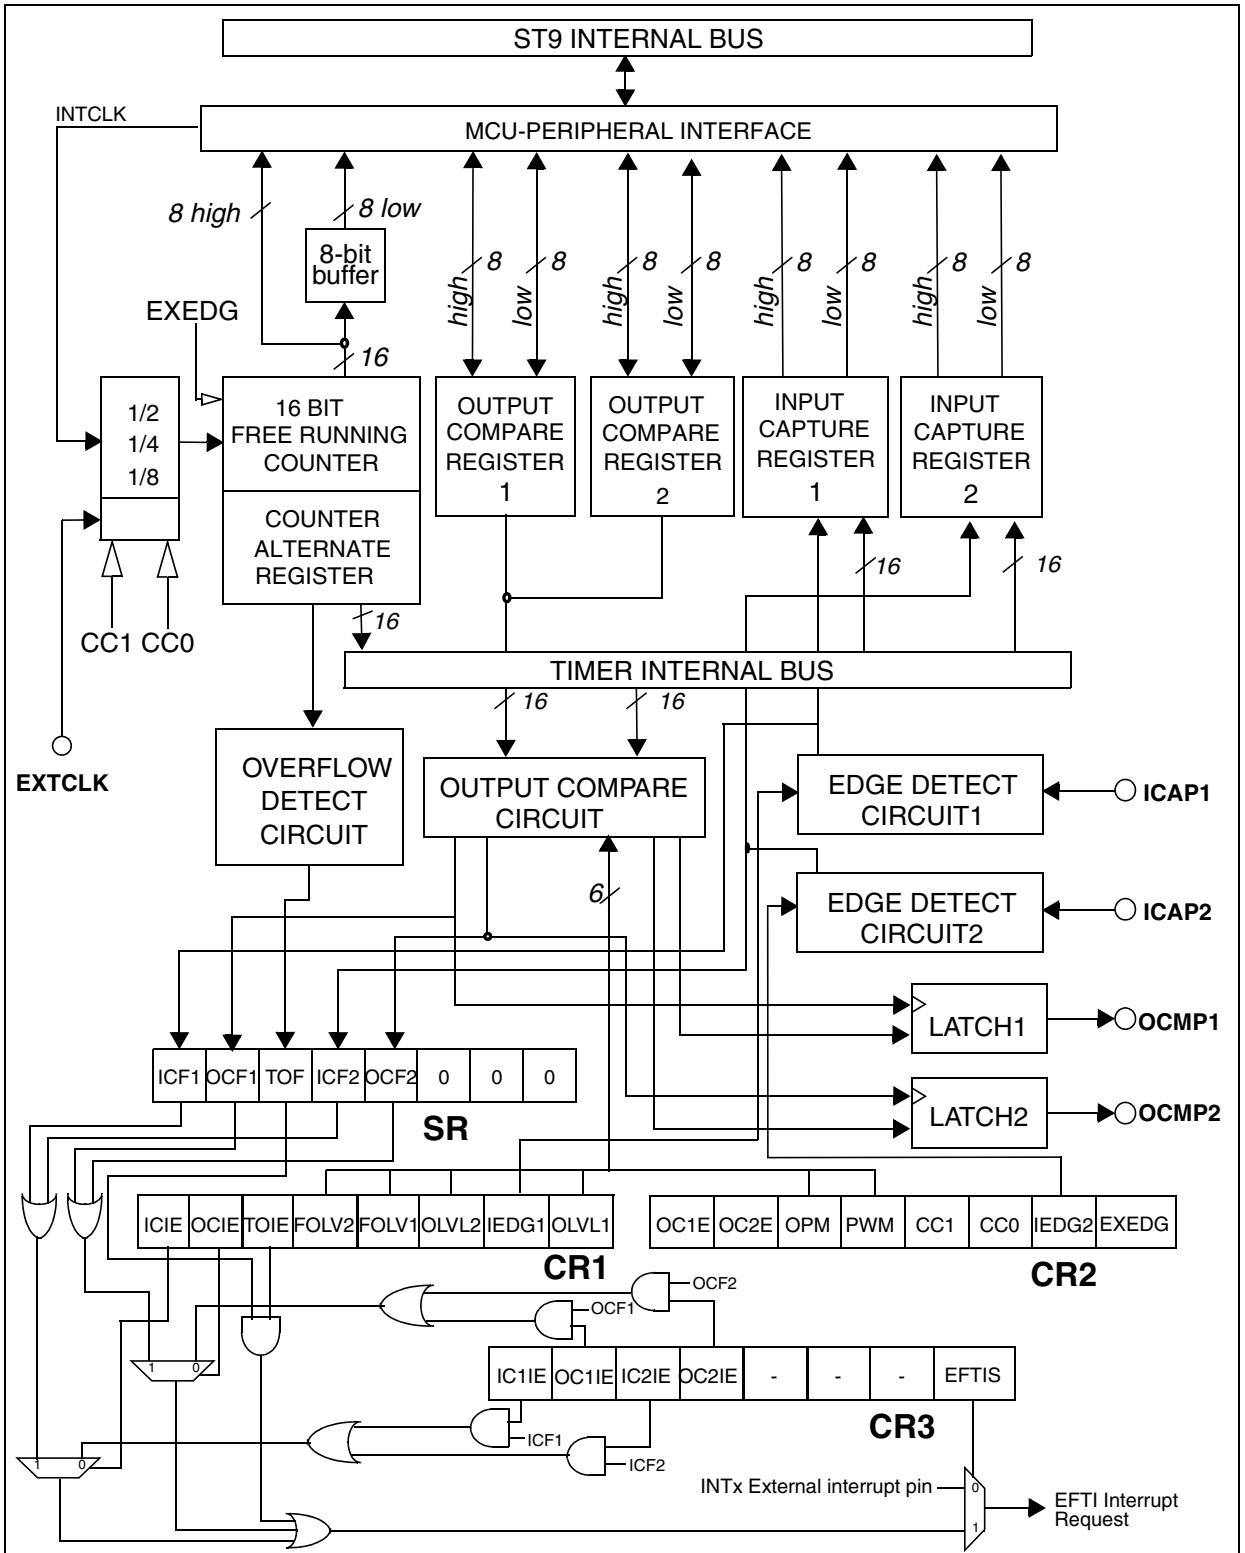 ST9 INTERNAL BUS
INTCLK
MCU-PERIPHERAL INTERFACE
8 high
8 low
8-bit
buffer
high
8
low
8
high
8
low
8
high
8
low
8
high
8
low
8
EXEDG
16
1/2
1/4
1/8
16 BIT
FREE RUNNING
COUNTER
COUNTER
ALTERNATE
REGISTER
OUTPUT
COMPARE
REGISTER
1
OUTPUT
COMPARE
REGISTER
2
INPUT
CAPTURE
REGISTER
1
INPUT
CAPTURE
REGISTER
2
16
16
CC1 CC0
16
TIMER INTERNAL BUS
16
16
EXTCLK
OVERFLOW
DETECT
CIRCUIT
OUTPUT COMPARE
CIRCUIT
EDGE DETECT
CIRCUIT1
ICAP1
6
EDGE DETECT
CIRCUIT2
ICAP2
LATCH1
OCMP1
LATCH2
OCMP2
ICF1 OCF1 TOF ICF2 OCF2 0 0 0
SR
ICIE OCIE TOIE FOLV2 FOLV1 OLVL2 IEDG1 OLVL1
CR1
OC1E OC2E OPM PWM CC1 CC0 IEDG2 EXEDG
CR2
OCF2
OCF1
1 0
IC1IE OC1IE IC2IE OC2IE - - - EFTIS
CR3
ICF1
ICF2
1 0
INTx External interrupt pin
0
1
EFTI Interrupt
Request